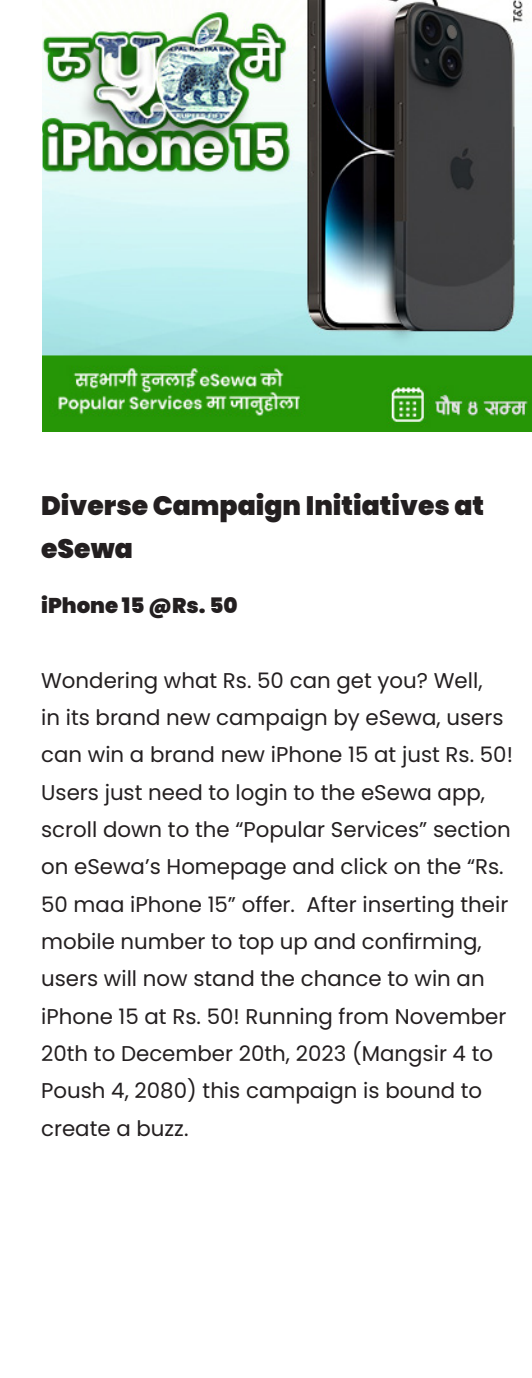 T&C
रु ५० मै
NEPAL RASTRA BANK
RUPEES FIFTY
iPhone 15
सहभागी हुनलाई eSewa को
Popular Services मा जानुहोला
पौष ४ सम्म
Diverse Campaign Initiatives at
eSewa
iPhone 15 @Rs. 50
Wondering what Rs. 50 can get you? Well,
in its brand new campaign by eSewa, users
can win a brand new iPhone 15 at just Rs. 50!
Users just need to login to the eSewa app,
scroll down to the “Popular Services” section
on eSewa’s Homepage and click on the “Rs.
50 maa iPhone 15” offer.  After inserting their
mobile number to top up and confirming,
users will now stand the chance to win an
iPhone 15 at Rs. 50! Running from November
20th to December 20th, 2023 (Mangsir 4 to
Poush 4, 2080) this campaign is bound to
create a buzz.